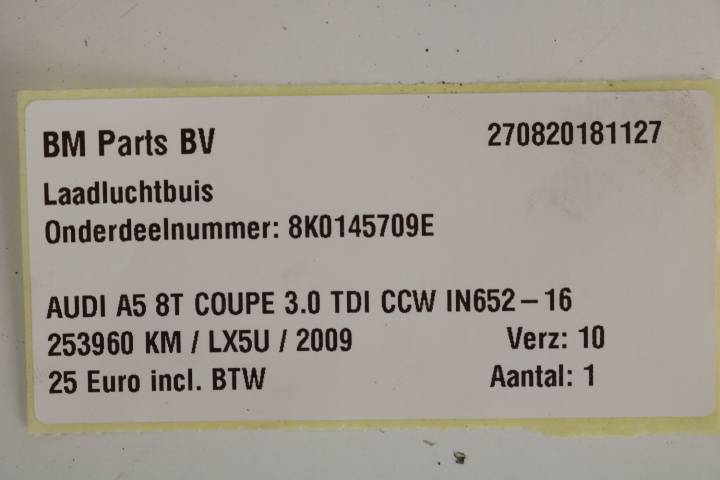 BM Parts BV 270820181127
Laadluchtbuis
Onderdeelnummer: 8K0145709E
AUDI A5 8T COUPE 3.0 TDI CCW IN652-16
253960 KM / LX5U / 2009 Verz: 10
25 Euro incl. BTW Aantal: 1